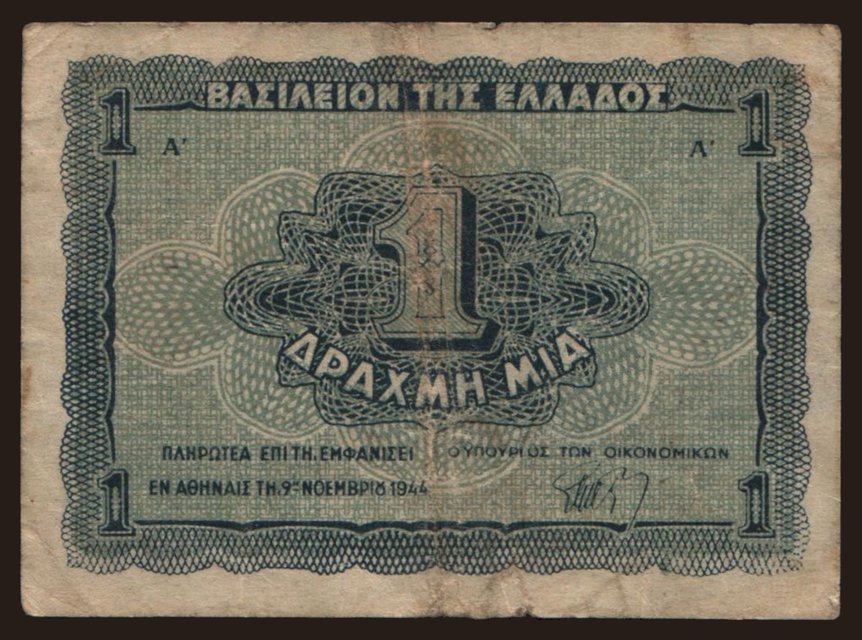 ΒΑΣΙΛΕΙΟΝ ΤΗΣ ΕΛΛΑΔΟΣ
1 1
Α' Α'
1
ΔΡΑΧΜΗ ΜΙΑ
ΠΛΗΡΩΤΕΑ ΕΠΙ ΤΗ. ΕΜΦΑΝΙΣΕΙ
ΕΝ ΑΘΗΝΑΙΣ ΤΗ. 9ῃ ΝΟΕΜΒΡΙȢ 1944
Ο ΥΠΟΥΡΓΟΣ ΤΩΝ ΟΙΚΟΝΟΜΙΚΩΝ
1 1